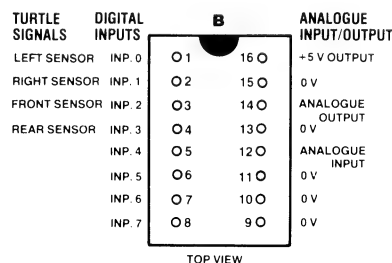 TURTLE SIGNALS DIGITAL INPUTS B ANALOGUE INPUT/OUTPUT
LEFT SENSOR INP. 0 1 16 +5 V OUTPUT
RIGHT SENSOR INP. 1 2 15 0 V
FRONT SENSOR INP. 2 3 14 ANALOGUE OUTPUT
REAR SENSOR INP. 3 4 13 0 V
INP. 4 5 12 ANALOGUE INPUT
INP. 5 6 11 0 V
INP. 6 7 10 0 V
INP. 7 8 9 0 V
TOP VIEW